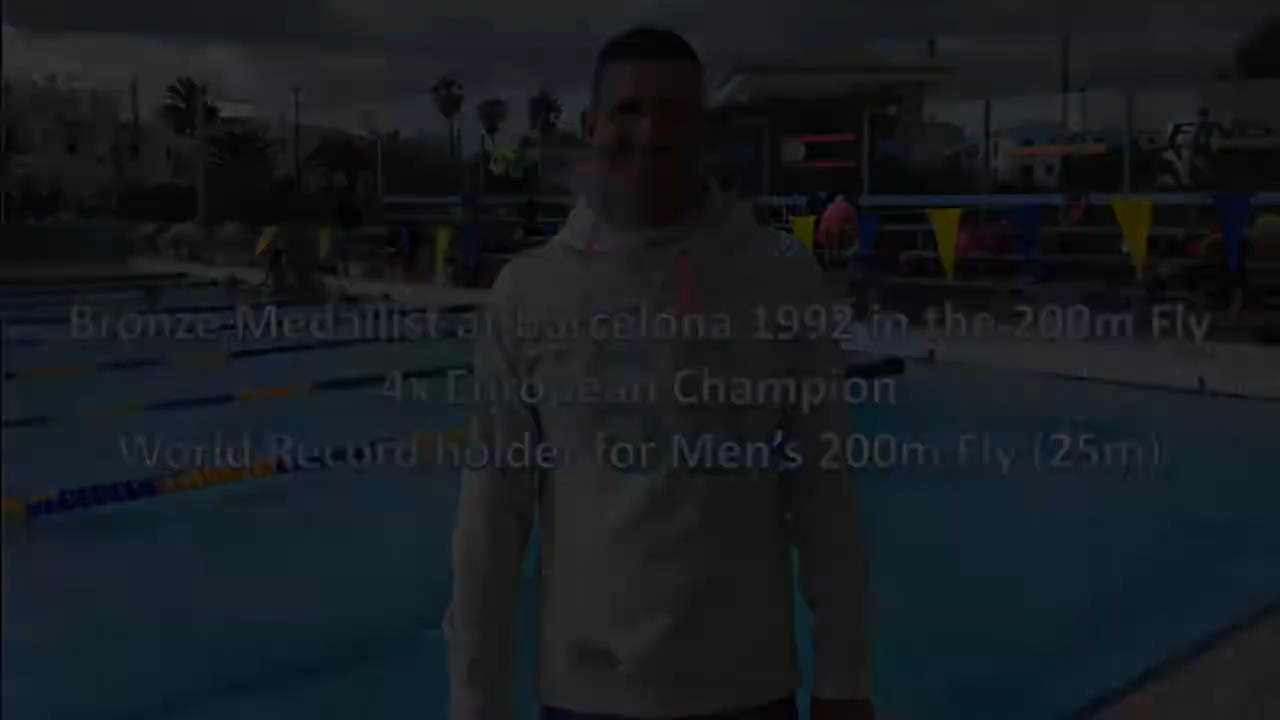 Bronze Medallist at Barcelona 1992 in the 200m Fly
4x European Champion
World Record holder for Men's 200m Fly (25m)